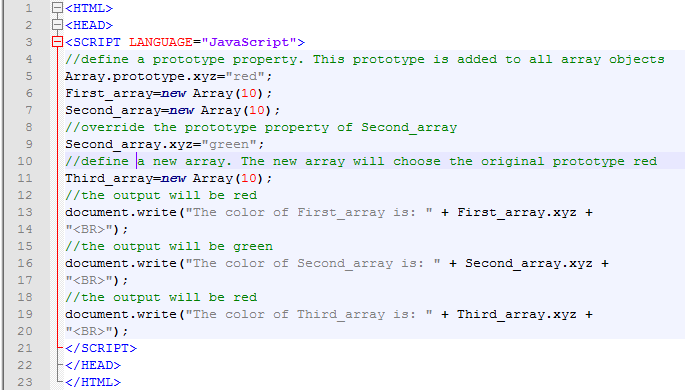 1 <HTML>
2 <HEAD>
3 <SCRIPT LANGUAGE="JavaScript">
4 //define a prototype property. This prototype is added to all array objects
5 Array.prototype.xyz="red";
6 First_array=new Array(10);
7 Second_array=new Array(10);
8 //override the prototype property of Second_array
9 Second_array.xyz="green";
10 //define a new array. The new array will choose the original prototype red
11 Third_array=new Array(10);
12 //the output will be red
13 document.write("The color of First_array is: " + First_array.xyz +
14 "<BR>");
15 //the output will be green
16 document.write("The color of Second_array is: " + Second_array.xyz +
17 "<BR>");
18 //the output will be red
19 document.write("The color of Third_array is: " + Third_array.xyz +
20 "<BR>");
21 </SCRIPT>
22 </HEAD>
23 </HTML>